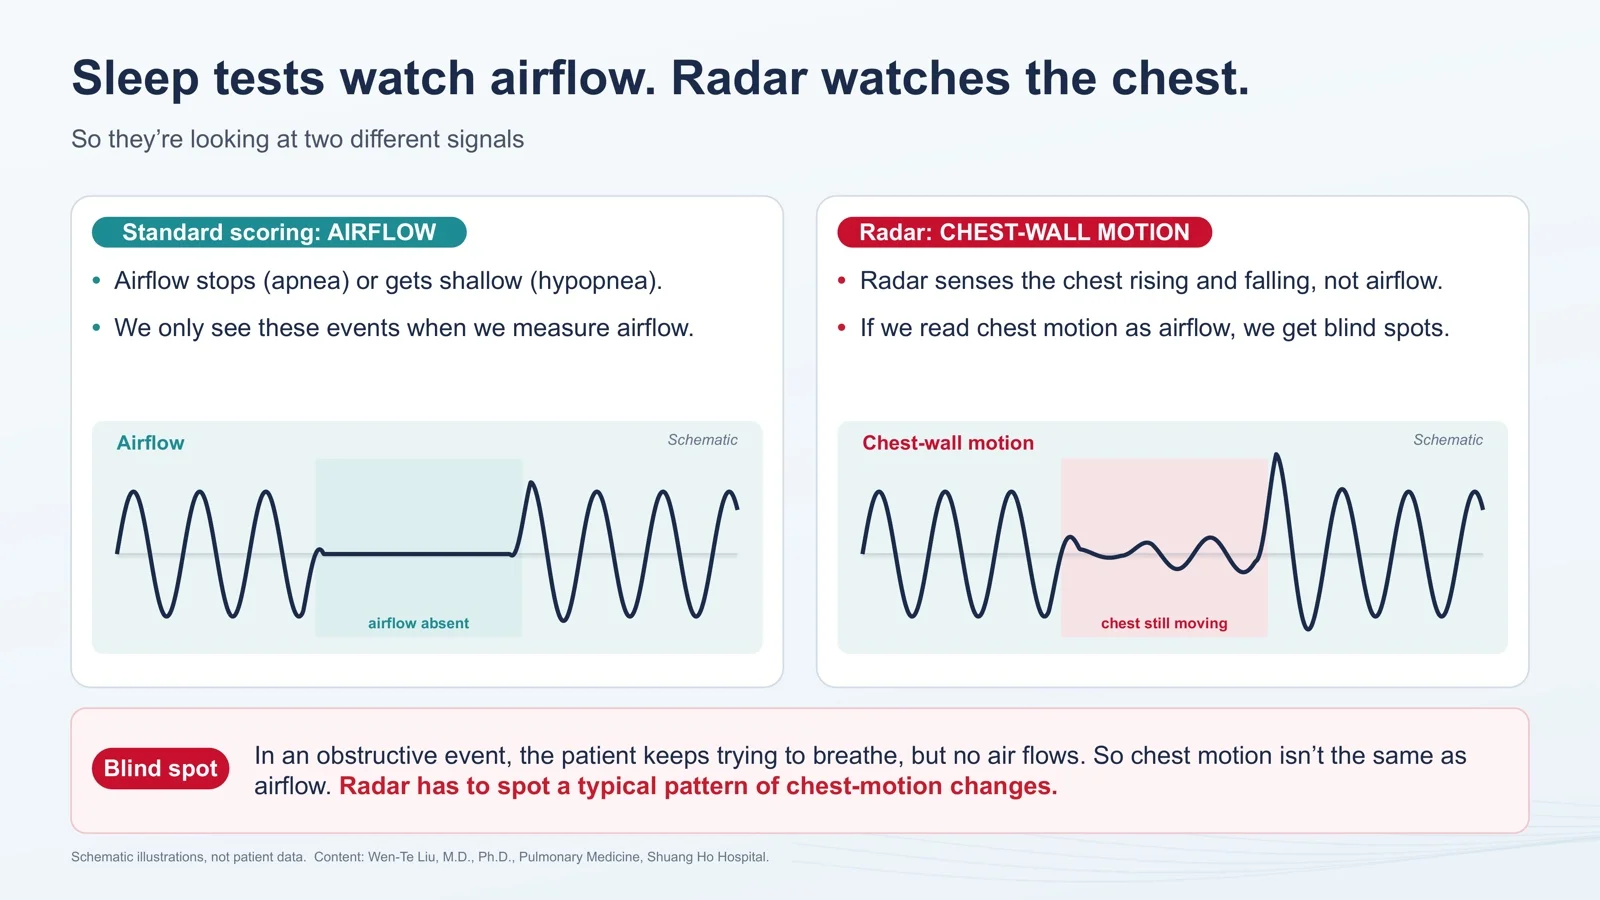 Sleep tests watch airflow. Radar watches the chest.
So they’re looking at two different signals
Standard scoring: AIRFLOW
• Airflow stops (apnea) or gets shallow (hypopnea).
• We only see these events when we measure airflow.
Airflow
Schematic
airflow absent
Radar: CHEST-WALL MOTION
• Radar senses the chest rising and falling, not airflow.
• If we read chest motion as airflow, we get blind spots.
Chest-wall motion
Schematic
chest still moving
Blind spot
In an obstructive event, the patient keeps trying to breathe, but no air flows. So chest motion isn’t the same as
airflow. Radar has to spot a typical pattern of chest-motion changes.
Schematic illustrations, not patient data. Content: Wen-Te Liu, M.D., Ph.D., Pulmonary Medicine, Shuang Ho Hospital.